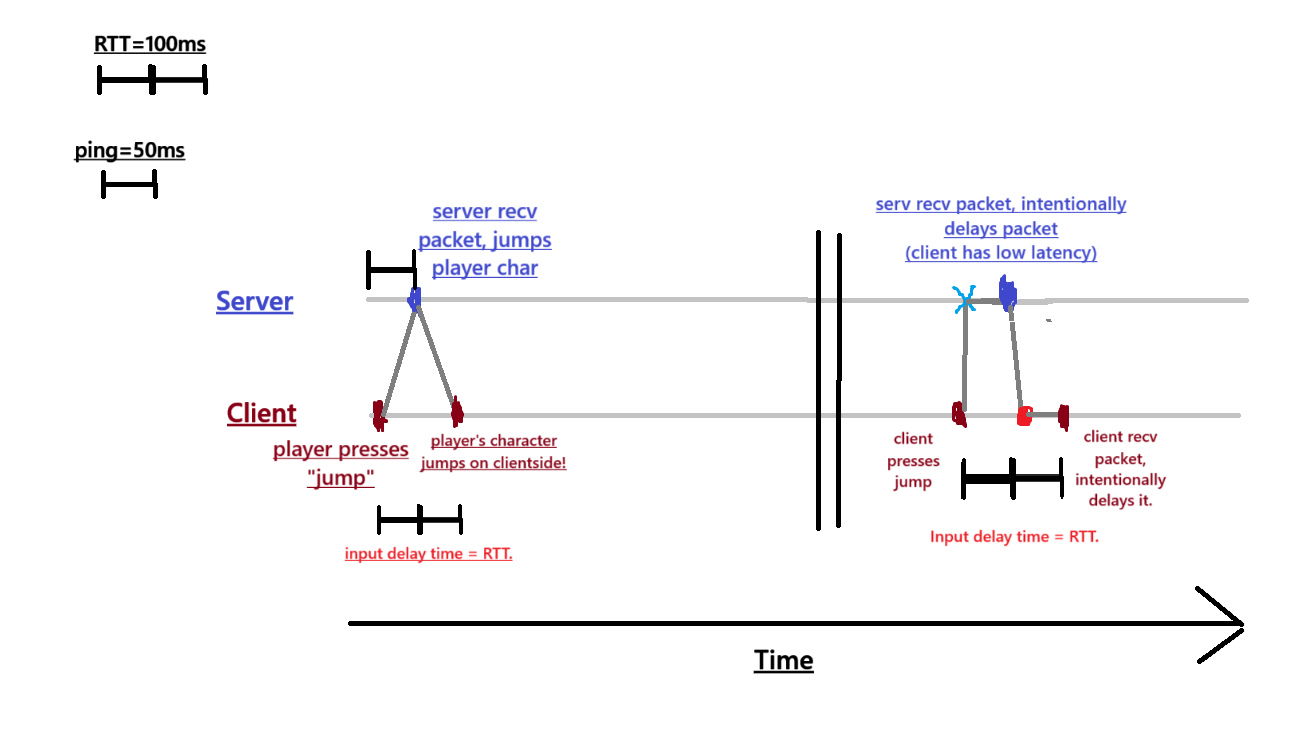 RTT=100ms
ping=50ms
server recv
packet, jumps
player char
serv recv packet, intentionally
delays packet
(client has low latency)
Server
Client
player presses
"jump"
player's character
jumps on clientside!
input delay time = RTT.
client
presses
jump
client recv
packet,
intentionally
delays it.
Input delay time = RTT.
Time